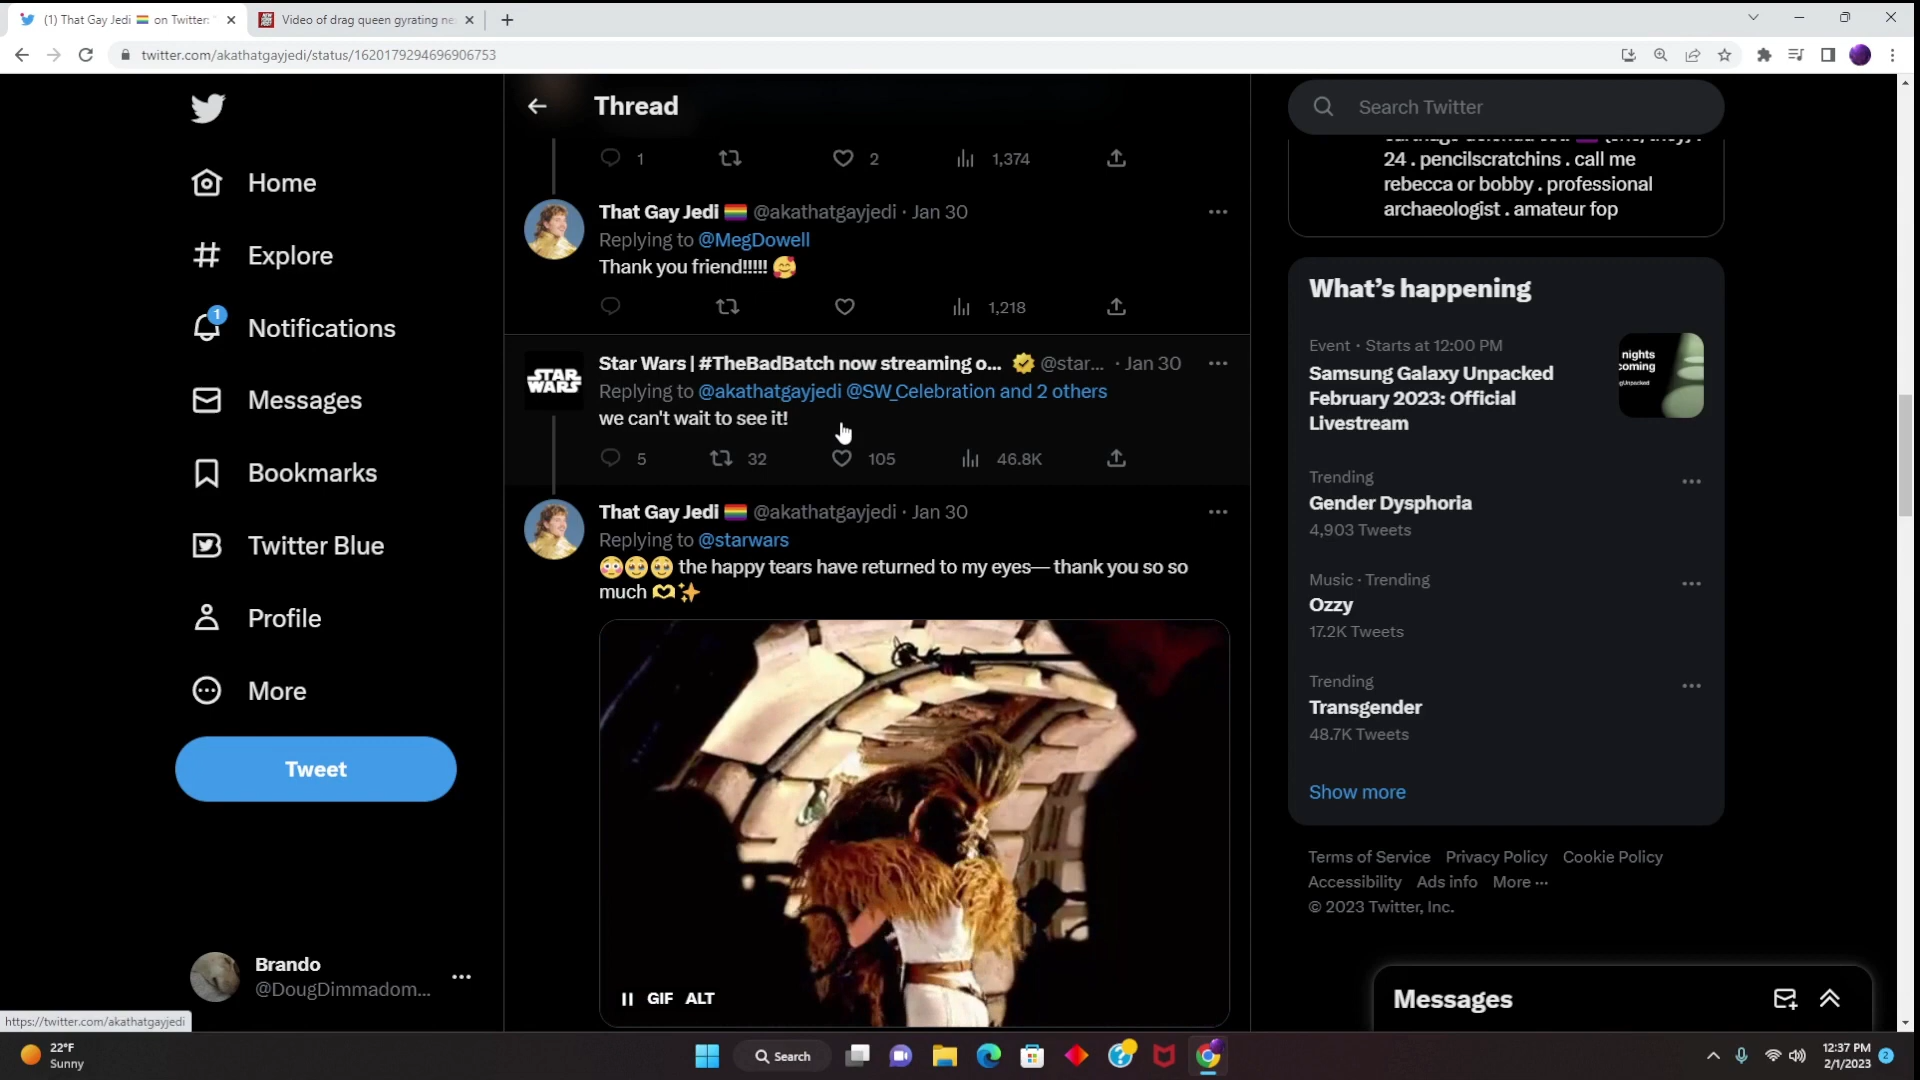 (1) That Gay Jedi on Twitter: "
Video of drag queen gyrating ne
twitter.com/akathatgayjedi/status/1620179294696906753
Home
Explore
1
Notifications
Messages
Bookmarks
Twitter Blue
Profile
More
Tweet
Brando
@DougDimmadom...
https://twitter.com/akathatgayjedi
Thread
1 2 1,374
That Gay Jedi @akathatgayjedi · Jan 30
Replying to @MegDowell
Thank you friend!!!!!
1,218
STAR WARS
Star Wars | #TheBadBatch now streaming o... @star... · Jan 30
Replying to @akathatgayjedi @SW_Celebration and 2 others
we can't wait to see it!
5 32 105 46.8K
That Gay Jedi @akathatgayjedi · Jan 30
Replying to @starwars
the happy tears have returned to my eyes— thank you so so
much
GIF ALT
Search Twitter
24 . pencilscratchins . call me
rebecca or bobby . professional
archaeologist . amateur fop
What's happening
Event · Starts at 12:00 PM
Samsung Galaxy Unpacked
February 2023: Official
Livestream
nights
coming
Trending
Gender Dysphoria
4,903 Tweets
Music · Trending
Ozzy
17.2K Tweets
Trending
Transgender
48.7K Tweets
Show more
Terms of Service Privacy Policy Cookie Policy
Accessibility Ads info More ...
© 2023 Twitter, Inc.
Messages
22°F
Sunny
Search
12:37 PM
2/1/2023
2